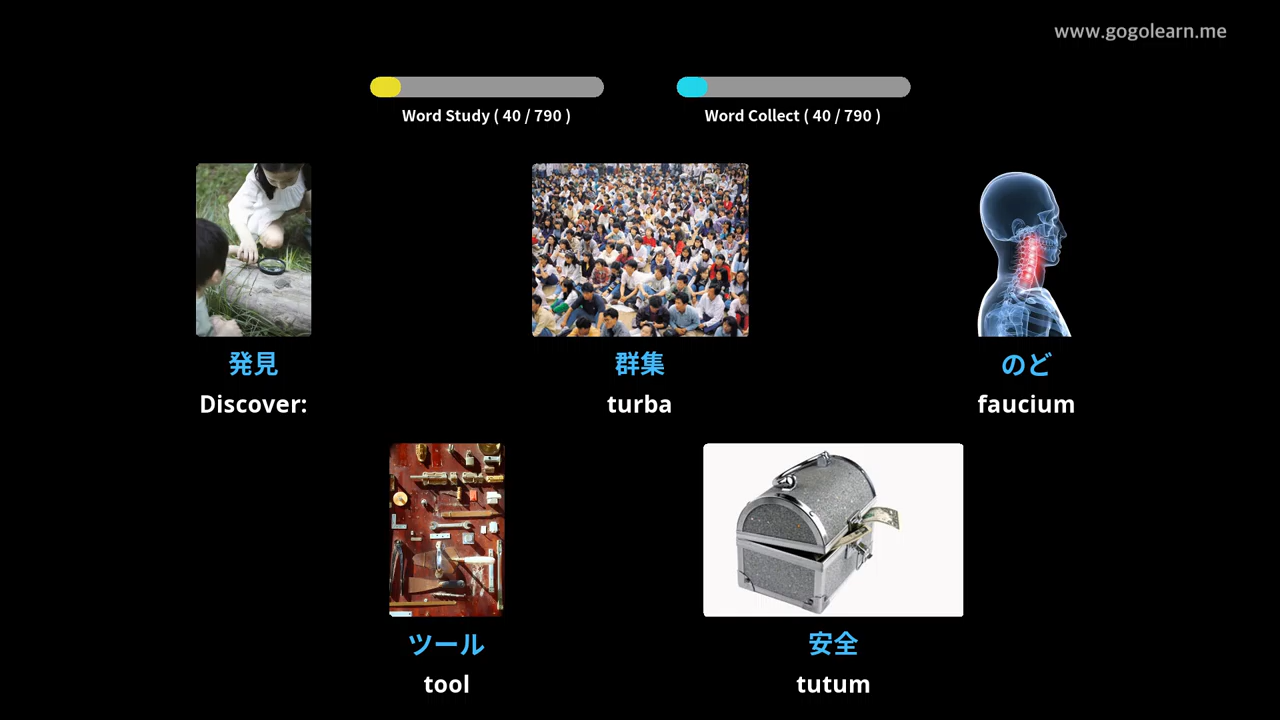 www.gogolearn.me
Word Study ( 40 / 790 )
Word Collect ( 40 / 790 )
発見
Discover:
群集
turba
のど
faucium
ツール
tool
安全
tutum